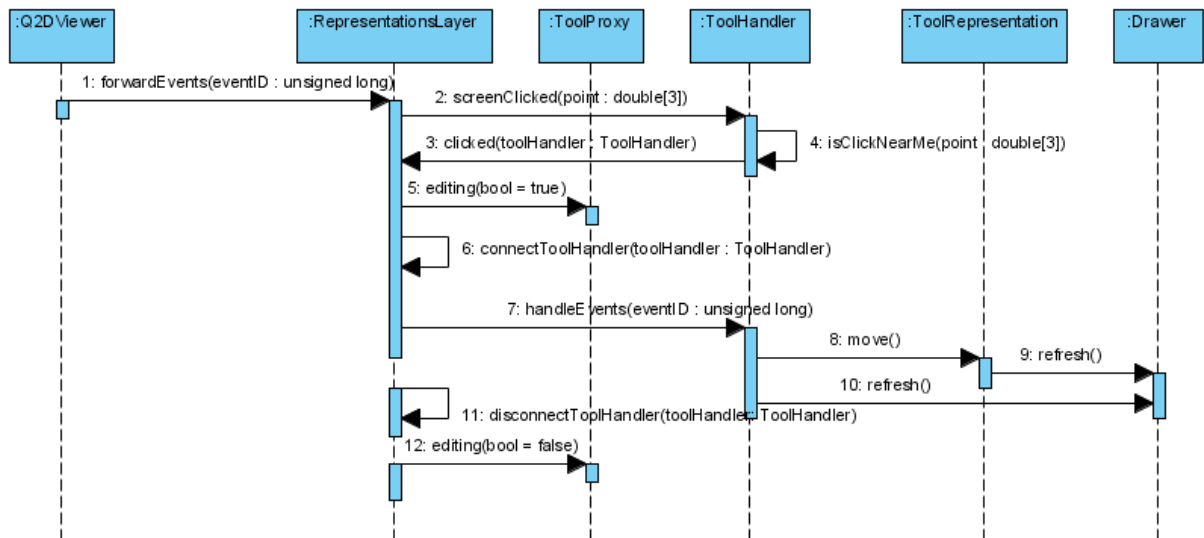 :Q2DViewer
:RepresentationsLayer
:ToolProxy
:ToolHandler
:ToolRepresentation
:Drawer
1: forwardEvents(eventID : unsigned long)
2: screenClicked(point : double[3])
3: clicked(toolHandler : ToolHandler)
4: isClickNearMe(point : double[3])
5: editing(bool = true)
6: connectToolHandler(toolHandler : ToolHandler)
7: handleEvents(eventID : unsigned long)
8: move()
9: refresh()
10: refresh()
11: disconnectToolHandler(toolHandler: ToolHandler)
12: editing(bool = false)